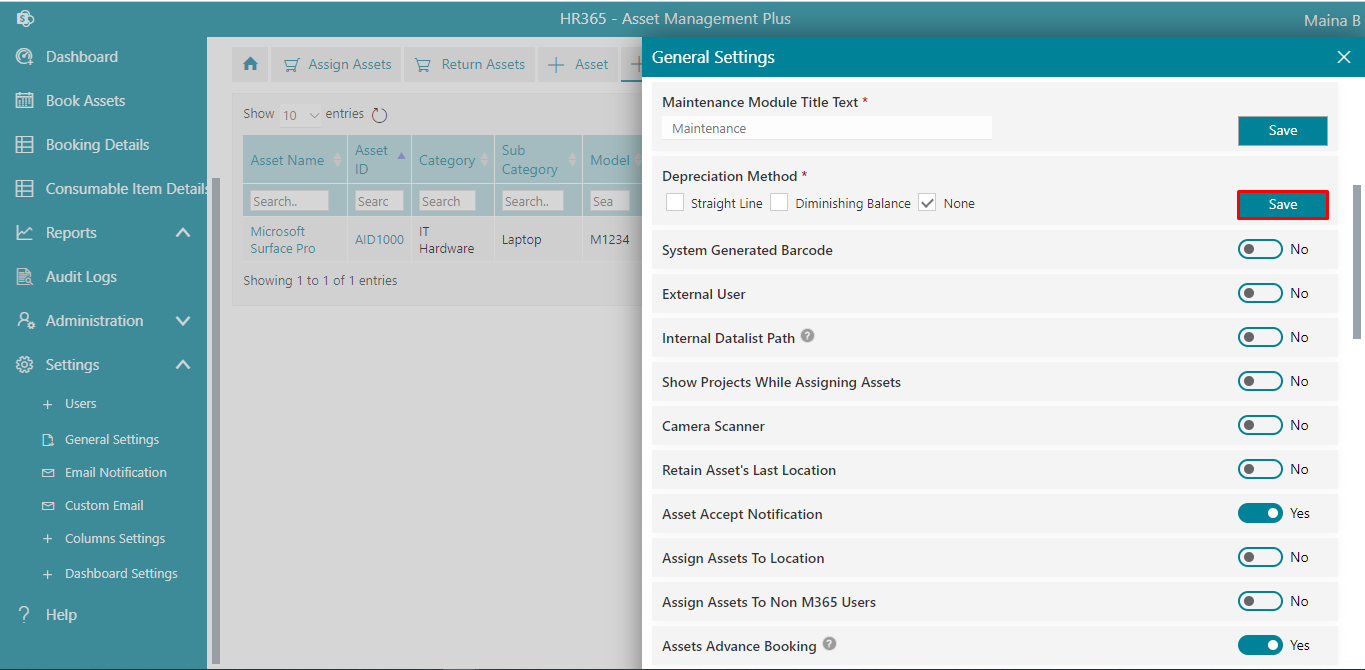 HR365 - Asset Management Plus
Maina B
Dashboard
Book Assets
Booking Details
Consumable Item Details
Reports
Audit Logs
Administration
Settings
Users
General Settings
Email Notification
Custom Email
Columns Settings
Dashboard Settings
Help
Assign Assets
Return Assets
Asset
Show 10 entries
Asset Name
Asset ID
Category
Sub Category
Model
Search..
Searc
Search
Search..
Sea
Microsoft Surface Pro
AID1000
IT Hardware
Laptop
M1234
Showing 1 to 1 of 1 entries
General Settings
Maintenance Module Title Text *
Maintenance
Save
Depreciation Method *
Straight Line Diminishing Balance None
Save
System Generated Barcode No
External User No
Internal Datalist Path ? No
Show Projects While Assigning Assets No
Camera Scanner No
Retain Asset's Last Location No
Asset Accept Notification Yes
Assign Assets To Location No
Assign Assets To Non M365 Users No
Assets Advance Booking ? Yes